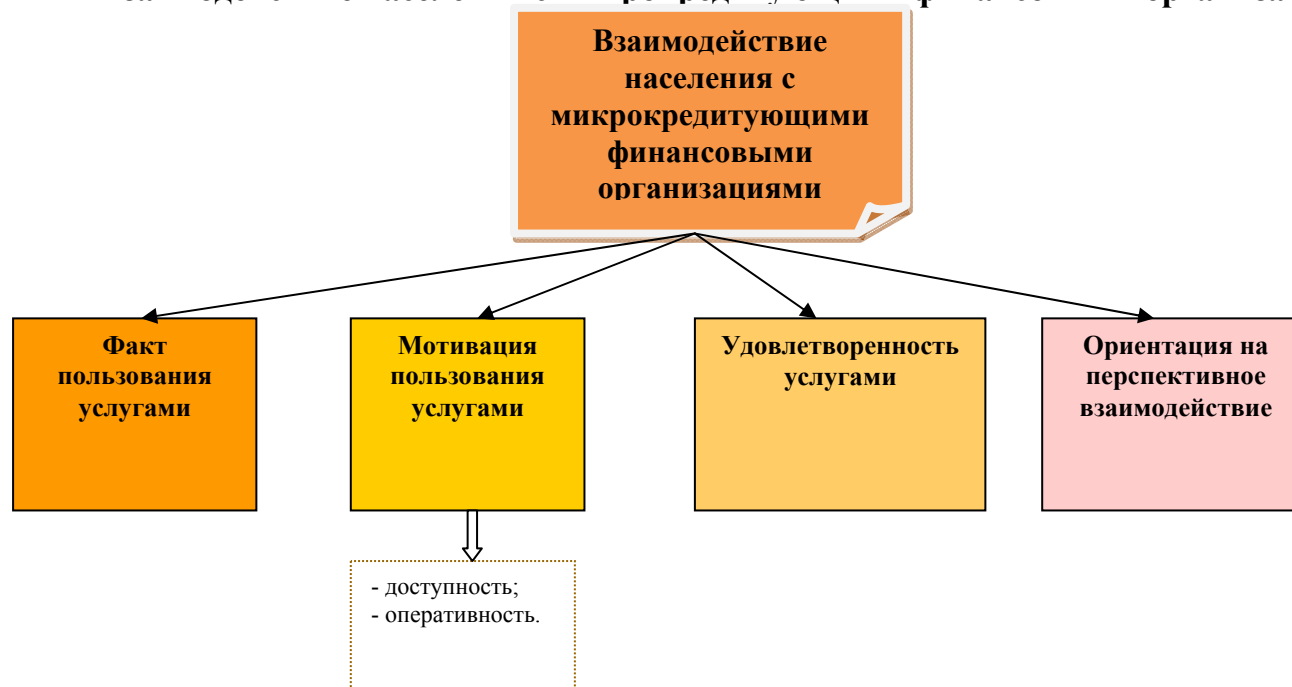 Взаимодействие
населения с
микрокредитующими
финансовыми
организациями
Факт
пользования
услугами
Мотивация
пользования
услугами
Удовлетворенность
услугами
Ориентация на
перспективное
взаимодействие
- доступность;
- оперативность.